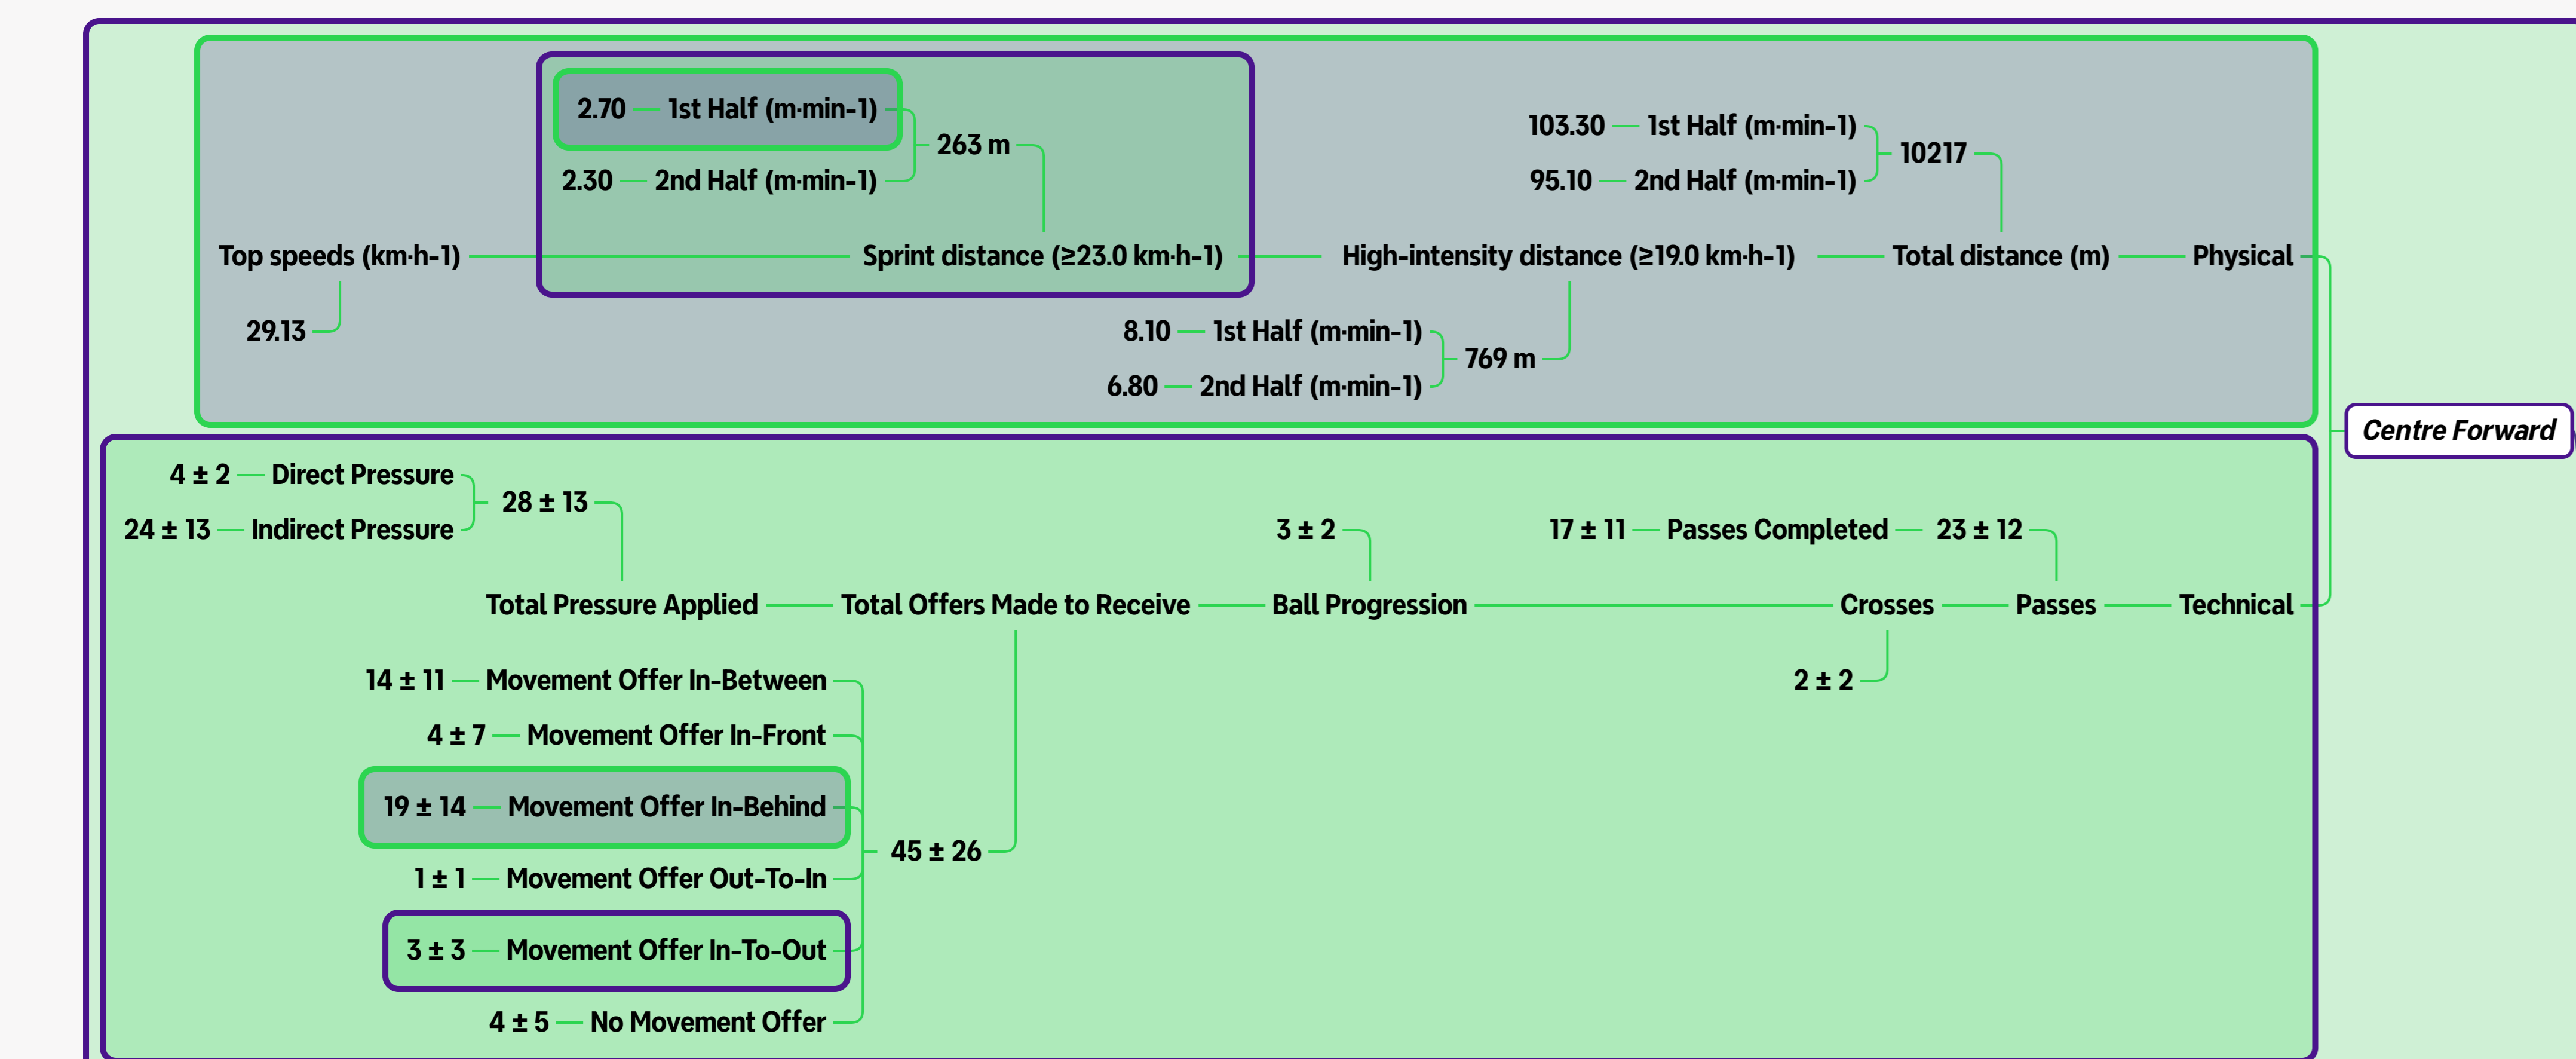 2.70 1st Half (m·min-1)
263 m
2.30 2nd Half (m·min-1)
103.30 1st Half (m·min-1)
10217
95.10 2nd Half (m·min-1)
Top speeds (km·h-1) Sprint distance (≥23.0 km·h-1) High-intensity distance (≥19.0 km·h-1) Total distance (m) Physical
29.13
8.10 1st Half (m·min-1)
769 m
6.80 2nd Half (m·min-1)
Centre Forward
4 ± 2 Direct Pressure
28 ± 13
24 ± 13 Indirect Pressure
3 ± 2
17 ± 11 Passes Completed 23 ± 12
Total Pressure Applied Total Offers Made to Receive Ball Progression Crosses Passes Technical
2 ± 2
14 ± 11 Movement Offer In-Between
4 ± 7 Movement Offer In-Front
19 ± 14 Movement Offer In-Behind
45 ± 26
1 ± 1 Movement Offer Out-To-In
3 ± 3 Movement Offer In-To-Out
4 ± 5 No Movement Offer